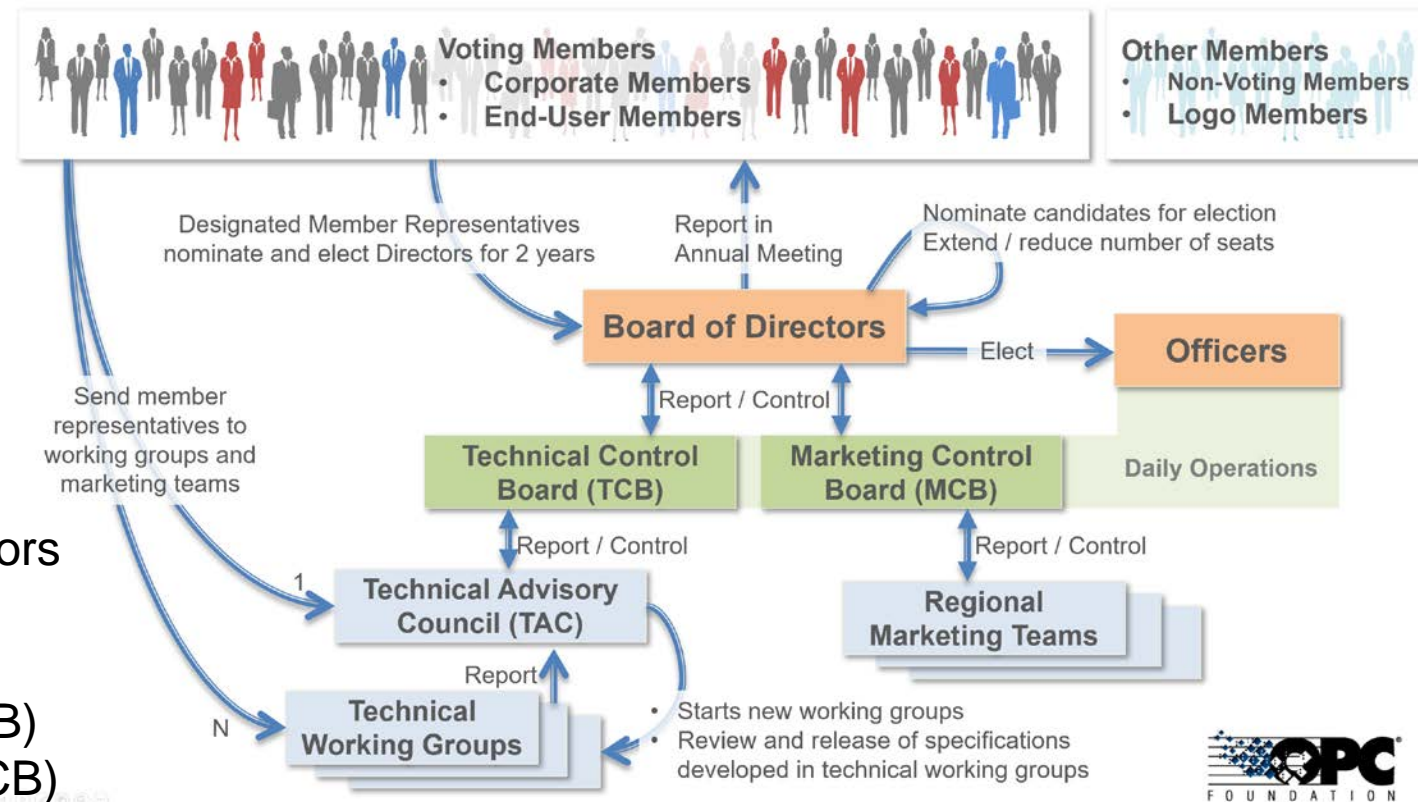 Voting Members
• Corporate Members
• End-User Members
Other Members
• Non-Voting Members
• Logo Members
Designated Member Representatives
nominate and elect Directors for 2 years
Report in
Annual Meeting
Nominate candidates for election
Extend / reduce number of seats
Board of Directors
Elect
Officers
Send member
representatives to
working groups and
marketing teams
Report / Control
Technical Control
Board (TCB)
Marketing Control
Board (MCB)
Daily Operations
ors
Report / Control
Report / Control
1
Technical Advisory
Council (TAC)
Regional
Marketing Teams
Report
B)
N
Technical
Working Groups
• Starts new working groups
• Review and release of specifications
developed in technical working groups
CB)
OPC
FOUNDATION